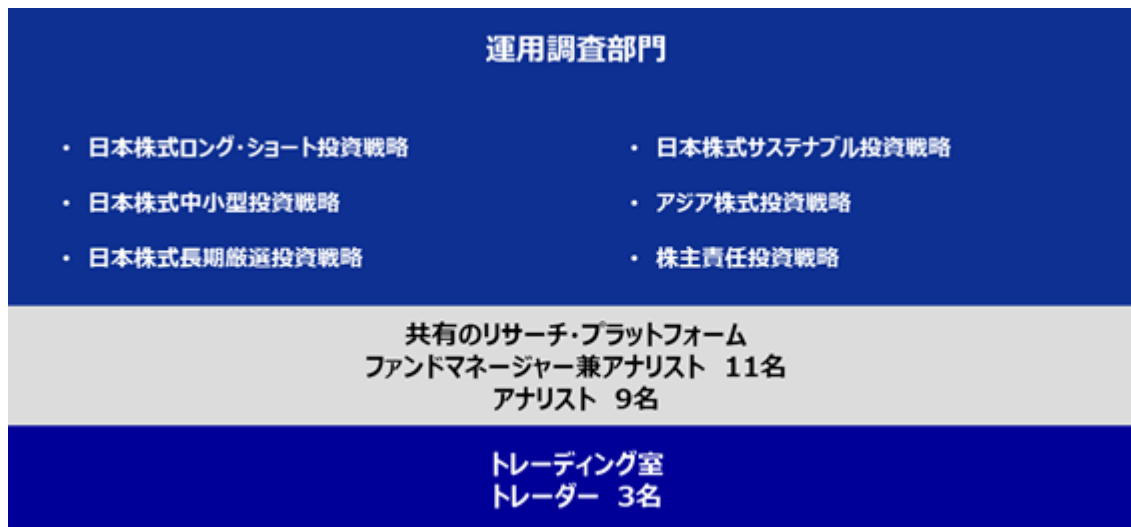 運用調査部門
・ 日本株式ロング・ショート投資戦略
・ 日本株式中小型投資戦略
・ 日本株式長期厳選投資戦略
・ 日本株式サステナブル投資戦略
・ アジア株式投資戦略
・ 株主責任投資戦略
共有のリサーチ・プラットフォーム
ファンドマネージャー兼アナリスト 11名
アナリスト 9名
トレーディング室
トレーダー 3名